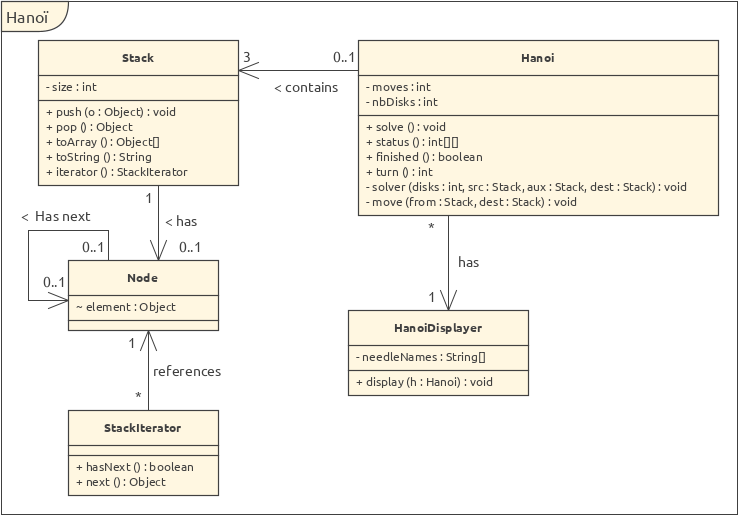 Hanoï
Stack
- size : int
+ push (o : Object) : void
+ pop () : Object
+ toArray () : Object[]
+ toString () : String
+ iterator () : StackIterator
3
0..1
< contains
Hanoi
- moves : int
- nbDisks : int
+ solve () : void
+ status () : int[][]
+ finished () : boolean
+ turn () : int
- solver (disks : int, src : Stack, aux : Stack, dest : Stack) : void
- move (from : Stack, dest : Stack) : void
1
< has
0..1
< Has next
0..1
0..1
Node
~ element : Object
*
has
1
HanoiDisplayer
- needleNames : String[]
+ display (h : Hanoi) : void
1
references
*
StackIterator
+ hasNext () : boolean
+ next () : Object